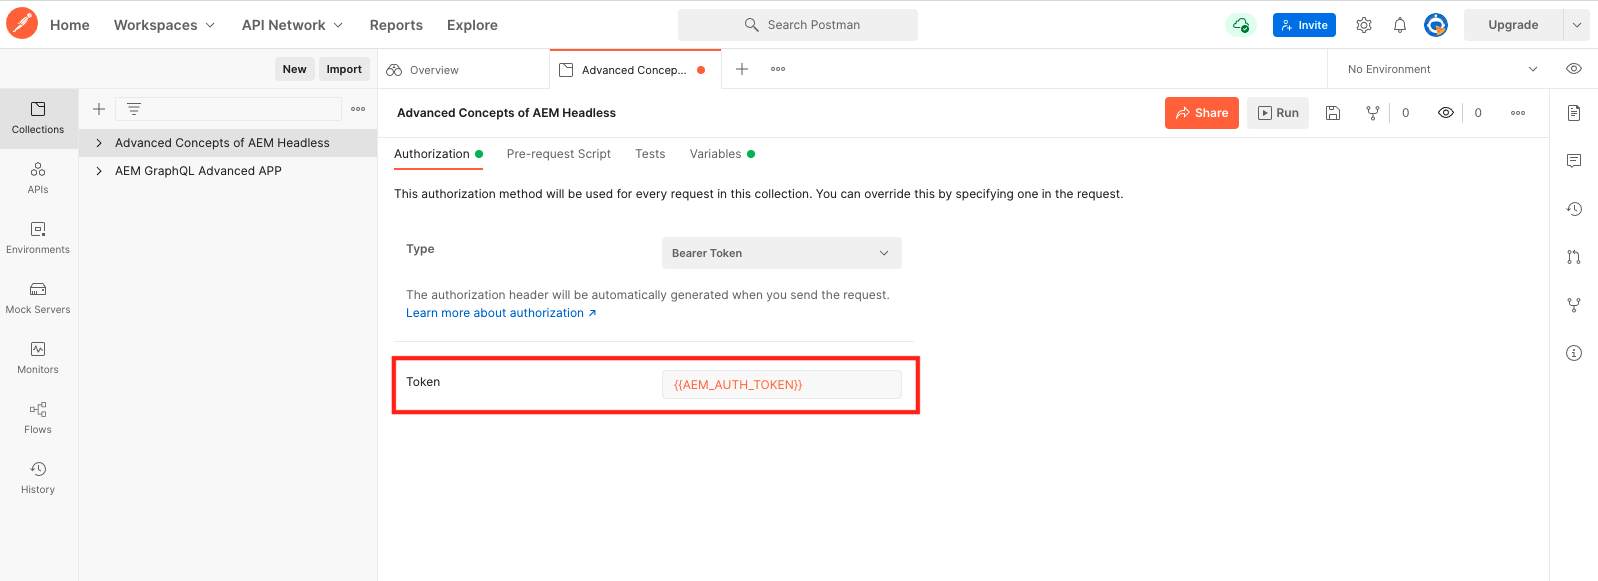 Home Workspaces API Network Reports Explore Search Postman Invite Upgrade
New Import Overview Advanced Concep... No Environment
Collections
APIs
Environments
Mock Servers
Monitors
Flows
History
Advanced Concepts of AEM Headless
AEM GraphQL Advanced APP
Advanced Concepts of AEM Headless Share Run 0 0
Authorization Pre-request Script Tests Variables
This authorization method will be used for every request in this collection. You can override this by specifying one in the request.
Type Bearer Token
The authorization header will be automatically generated when you send the request.
Learn more about authorization ↗
Token {{AEM_AUTH_TOKEN}}